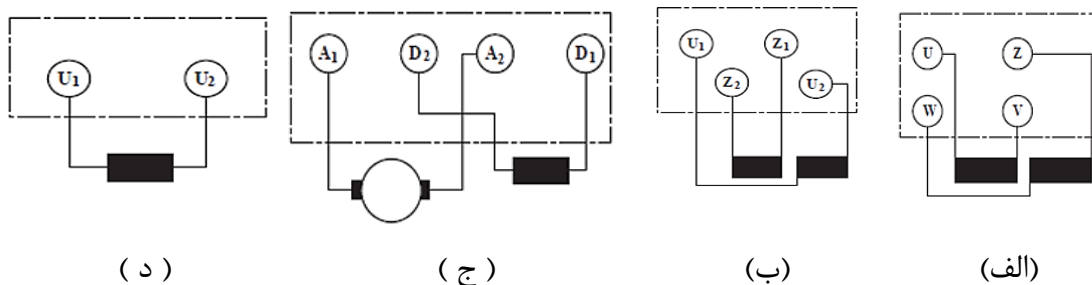 U Z
W V
(الف)
U1 Z1
Z2 U2
(ب)
A1 D2 A2 D1
( ج )
U1 U2
( د )